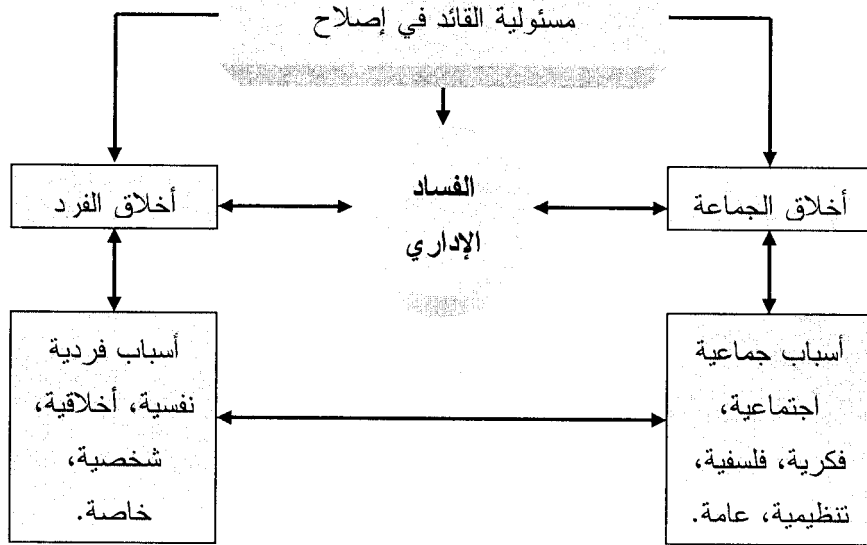 مسئولية القائد في إصلاح
أخلاق الجماعة
الفساد
الإداري
أخلاق الفرد
أسباب جماعية
اجتماعية،
فكرية، فلسفية،
تنظيمية، عامة.
أسباب فردية
نفسية، أخلاقية،
شخصية،
خاصة.